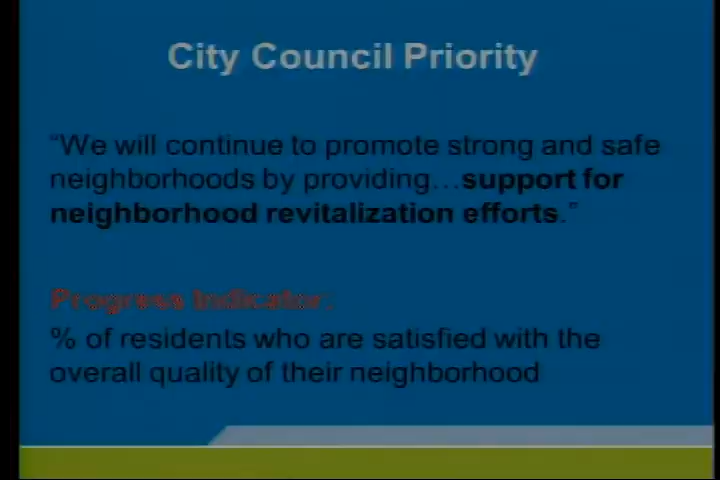 City Council Priority
“We will continue to promote strong and safe
neighborhoods by providing…support for
neighborhood revitalization efforts.”
Progress Indicator:
% of residents who are satisfied with the
overall quality of their neighborhood